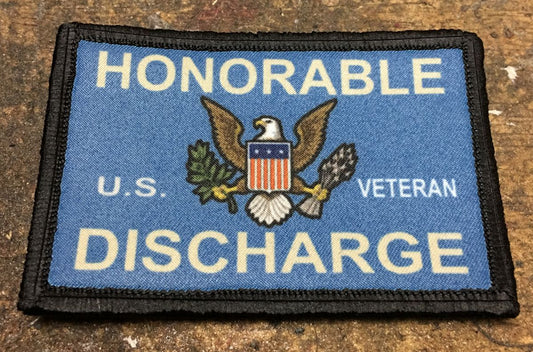 HONORABLE
U.S. VETERAN
DISCHARGE